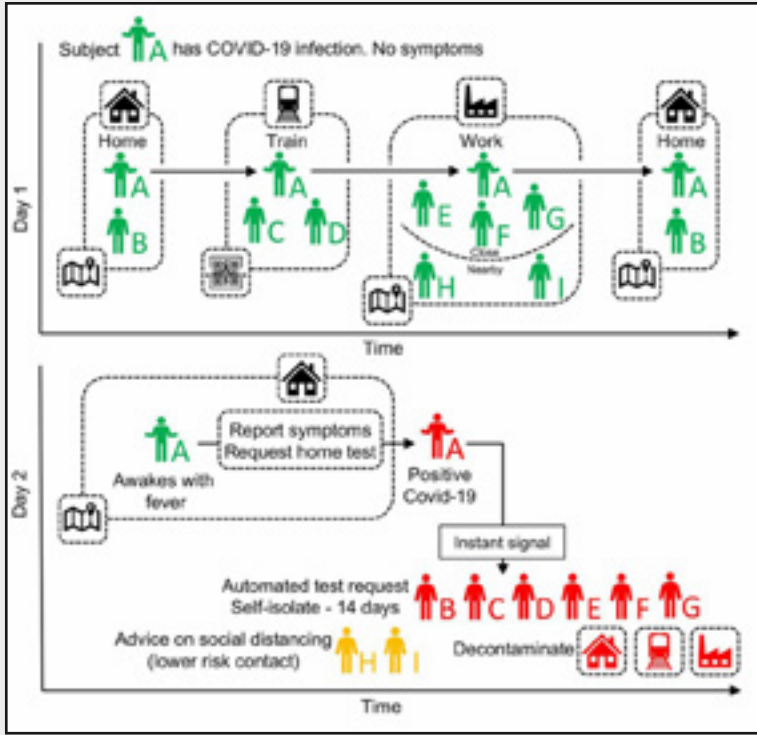 Subject A has COVID-19 infection. No symptoms
Home
Train
Work
Home
A
A
A
A
B
C
D
E
F
G
B
Close
Nearby
H
I
Day 1
Time
A
Report symptoms
Request home test
A
Awakes with
fever
Positive
Covid-19
Day 2
Instant signal
Automated test request
Self-isolate - 14 days
B C D E F G
Advice on social distancing
(lower risk contact)
H I
Decontaminate
Time